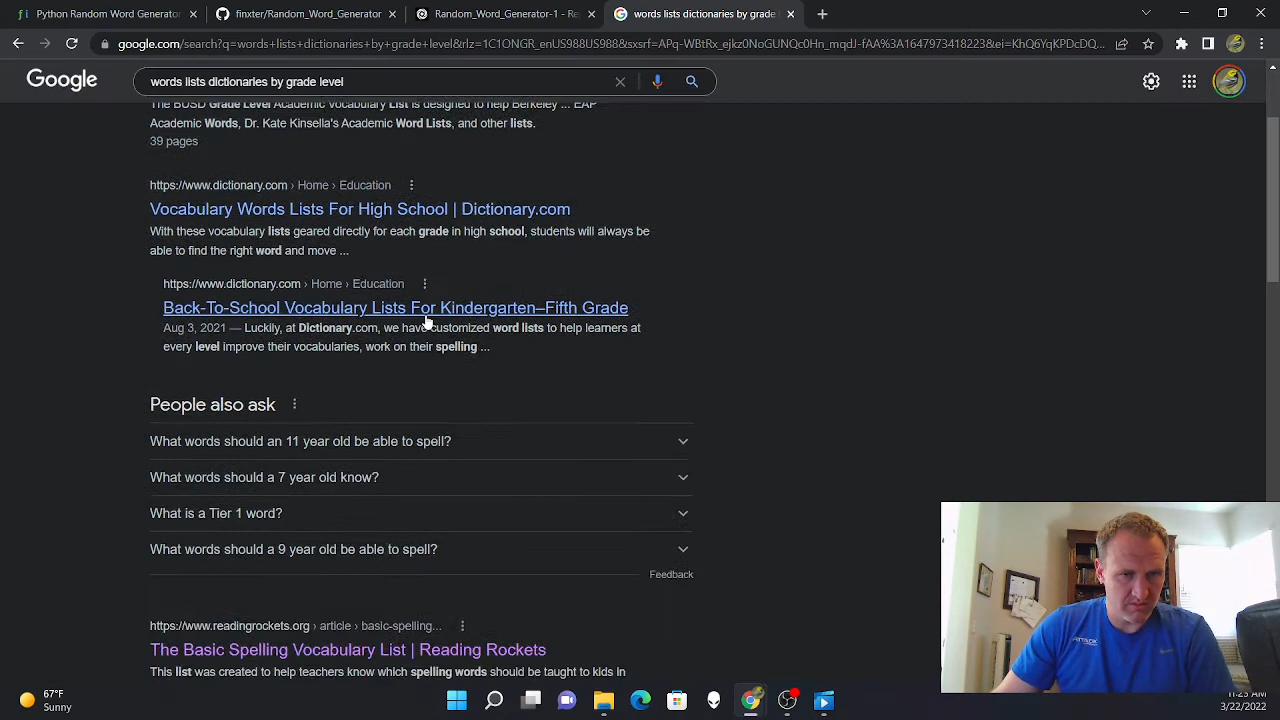 Python Random Word Generator
finxter/Random_Word_Generator
Random_Word_Generator-1 - Re
words lists dictionaries by grade
google.com/search?q=words+lists+dictionaries+by+grade+level&rlz=1C1ONGR_enUS988US988&sxsrf=APq-WBtRx_ejkz0NoGUNQc0Hn_mqdJ-fAA%3A1647973418223&ei=KhQ6YqKPDcDQ...
Google
words lists dictionaries by grade level
The BUSD Grade Level Academic Vocabulary List is designed to help Berkeley ... EAP
Academic Words, Dr. Kate Kinsella's Academic Word Lists, and other lists.
39 pages
https://www.dictionary.com › Home › Education
Vocabulary Words Lists For High School | Dictionary.com
With these vocabulary lists geared directly for each grade in high school, students will always be
able to find the right word and move ...
https://www.dictionary.com › Home › Education
Back-To-School Vocabulary Lists For Kindergarten–Fifth Grade
Aug 3, 2021 — Luckily, at Dictionary.com, we have customized word lists to help learners at
every level improve their vocabularies, work on their spelling ...
People also ask
What words should an 11 year old be able to spell?
What words should a 7 year old know?
What is a Tier 1 word?
What words should a 9 year old be able to spell?
Feedback
https://www.readingrockets.org › article › basic-spelling...
The Basic Spelling Vocabulary List | Reading Rockets
This list was created to help teachers know which spelling words should be taught to kids in
67°F
Sunny
11:25 AM
3/22/2022